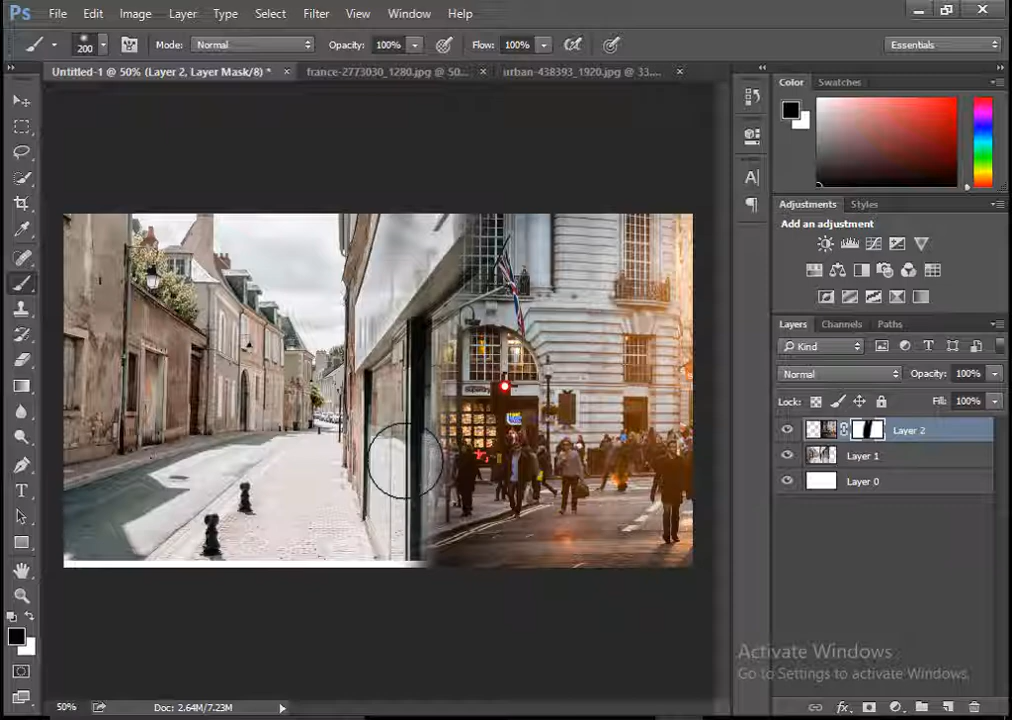 Ps File Edit Image Layer Type Select Filter View Window Help
200 Mode: Normal Opacity: 100% Flow: 100% Essentials
Untitled-1 @ 50% (Layer 2, Layer Mask/8) * × france-2773030_1280.jpg @ 50... × urban-438393_1920.jpg @ 33.... ×
Color Swatches
Adjustments Styles
Add an adjustment
Layers Channels Paths
Kind
Normal Opacity: 100%
Lock: Fill: 100%
Layer 2
Layer 1
Layer 0
Activate Windows
Go to Settings to activate Windows.
50% Doc: 2.64M/7.23M
fx